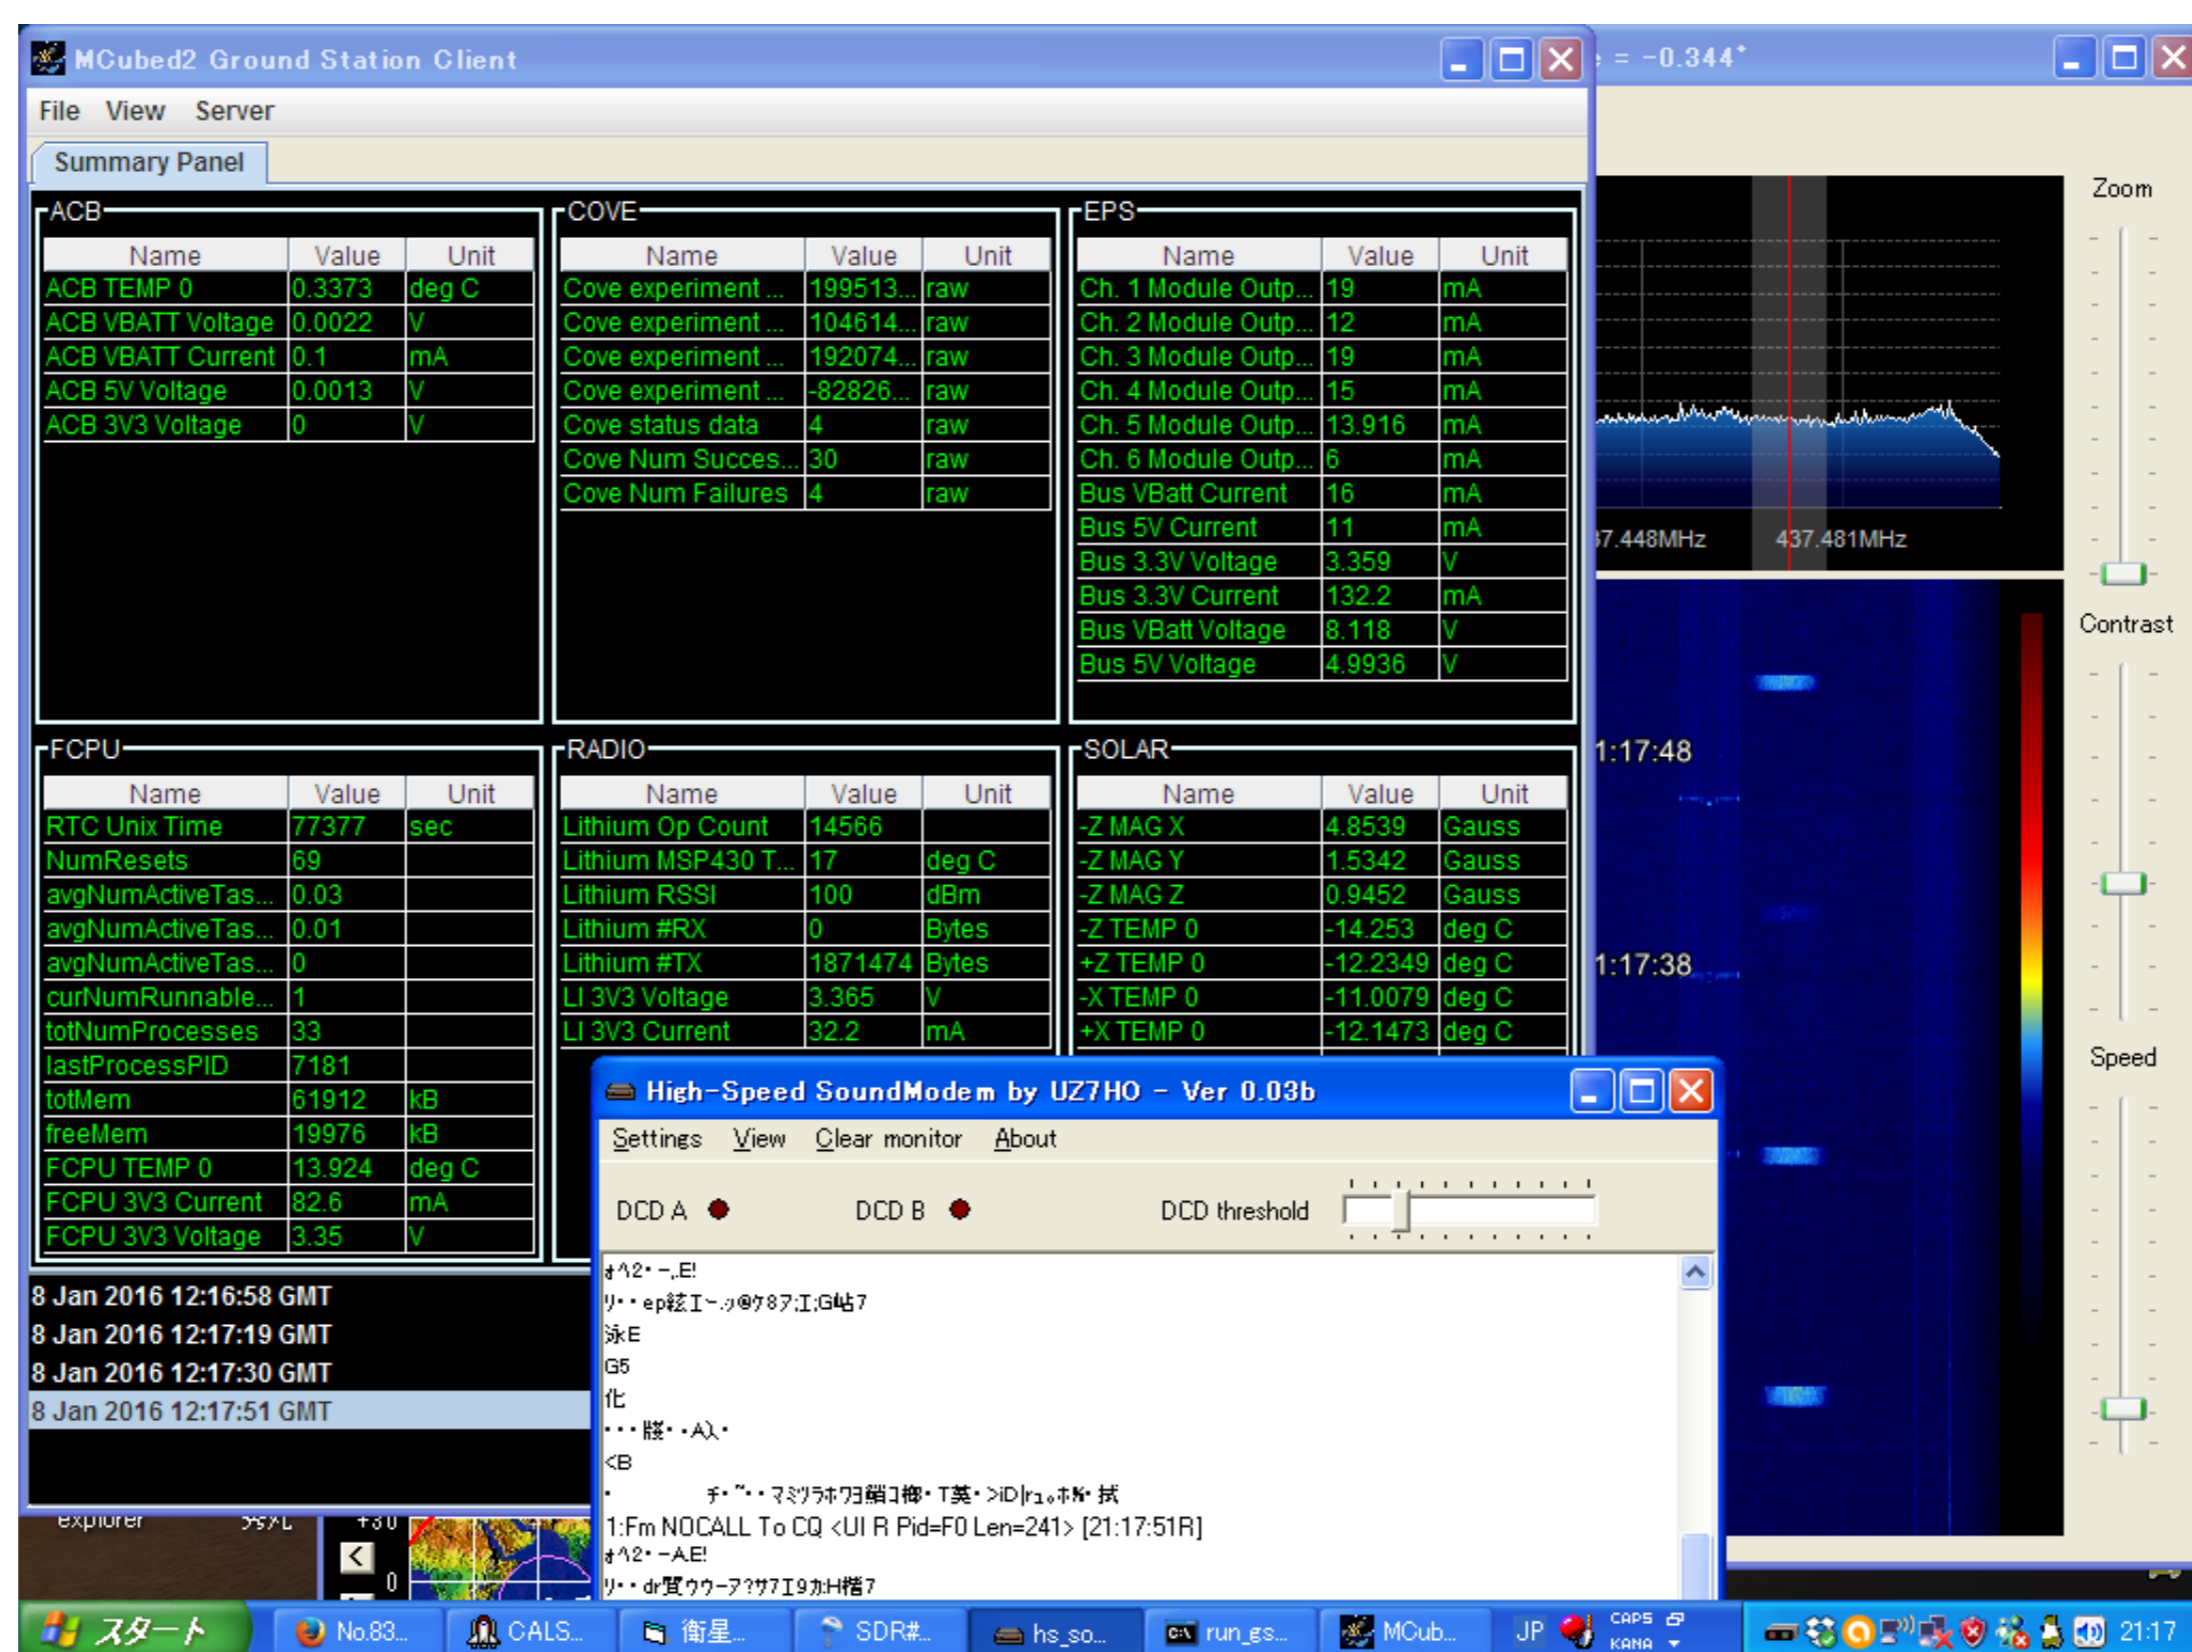 MCubed2 Ground Station Client
= -0.344°
File View Server
Summary Panel
ACB
Name Value Unit
ACB TEMP 0 0.3373 deg C
ACB VBATT Voltage 0.0022 V
ACB VBATT Current 0.1 mA
ACB 5V Voltage 0.0013 V
ACB 3V3 Voltage 0 V
COVE
Name Value Unit
Cove experiment ... 199513... raw
Cove experiment ... 104614... raw
Cove experiment ... 192074... raw
Cove experiment ... -82826... raw
Cove status data 4 raw
Cove Num Succes... 30 raw
Cove Num Failures 4 raw
EPS
Name Value Unit
Ch. 1 Module Outp... 19 mA
Ch. 2 Module Outp... 12 mA
Ch. 3 Module Outp... 19 mA
Ch. 4 Module Outp... 15 mA
Ch. 5 Module Outp... 13.916 mA
Ch. 6 Module Outp... 6 mA
Bus VBatt Current 16 mA
Bus 5V Current 11 mA
Bus 3.3V Voltage 3.359 V
Bus 3.3V Current 132.2 mA
Bus VBatt Voltage 8.118 V
Bus 5V Voltage 4.9936 V
FCPU
Name Value Unit
RTC Unix Time 77377 sec
NumResets 69
avgNumActiveTas... 0.03
avgNumActiveTas... 0.01
avgNumActiveTas... 0
curNumRunnable... 1
totNumProcesses 33
lastProcessPID 7181
totMem 61912 kB
freeMem 19976 kB
FCPU TEMP 0 13.924 deg C
FCPU 3V3 Current 82.6 mA
FCPU 3V3 Voltage 3.35 V
RADIO
Name Value Unit
Lithium Op Count 14566
Lithium MSP430 T... 17 deg C
Lithium RSSI 100 dBm
Lithium #RX 0 Bytes
Lithium #TX 1871474 Bytes
LI 3V3 Voltage 3.365 V
LI 3V3 Current 32.2 mA
SOLAR
Name Value Unit
-Z MAG X 4.8539 Gauss
-Z MAG Y 1.5342 Gauss
-Z MAG Z 0.9452 Gauss
-Z TEMP 0 -14.253 deg C
+Z TEMP 0 -12.2349 deg C
-X TEMP 0 -11.0079 deg C
+X TEMP 0 -12.1473 deg C
8 Jan 2016 12:16:58 GMT
8 Jan 2016 12:17:19 GMT
8 Jan 2016 12:17:30 GMT
8 Jan 2016 12:17:51 GMT
Zoom
37.448MHz 437.481MHz
Contrast
1:17:48
1:17:38
Speed
High-Speed SoundModem by UZ7HO - Ver 0.03b
Settings View Clear monitor About
DCD A DCD B DCD threshold
泳E
G5
化
<B
1:Fm NOCALL To CQ <UI R Pid=F0 Len=241> [21:17:51R]
explorer
+30
<
0
スタート No.83... CALS... 衛星... SDR#... hs_so... run_gs... MCub... JP CAPS KANA 21:17